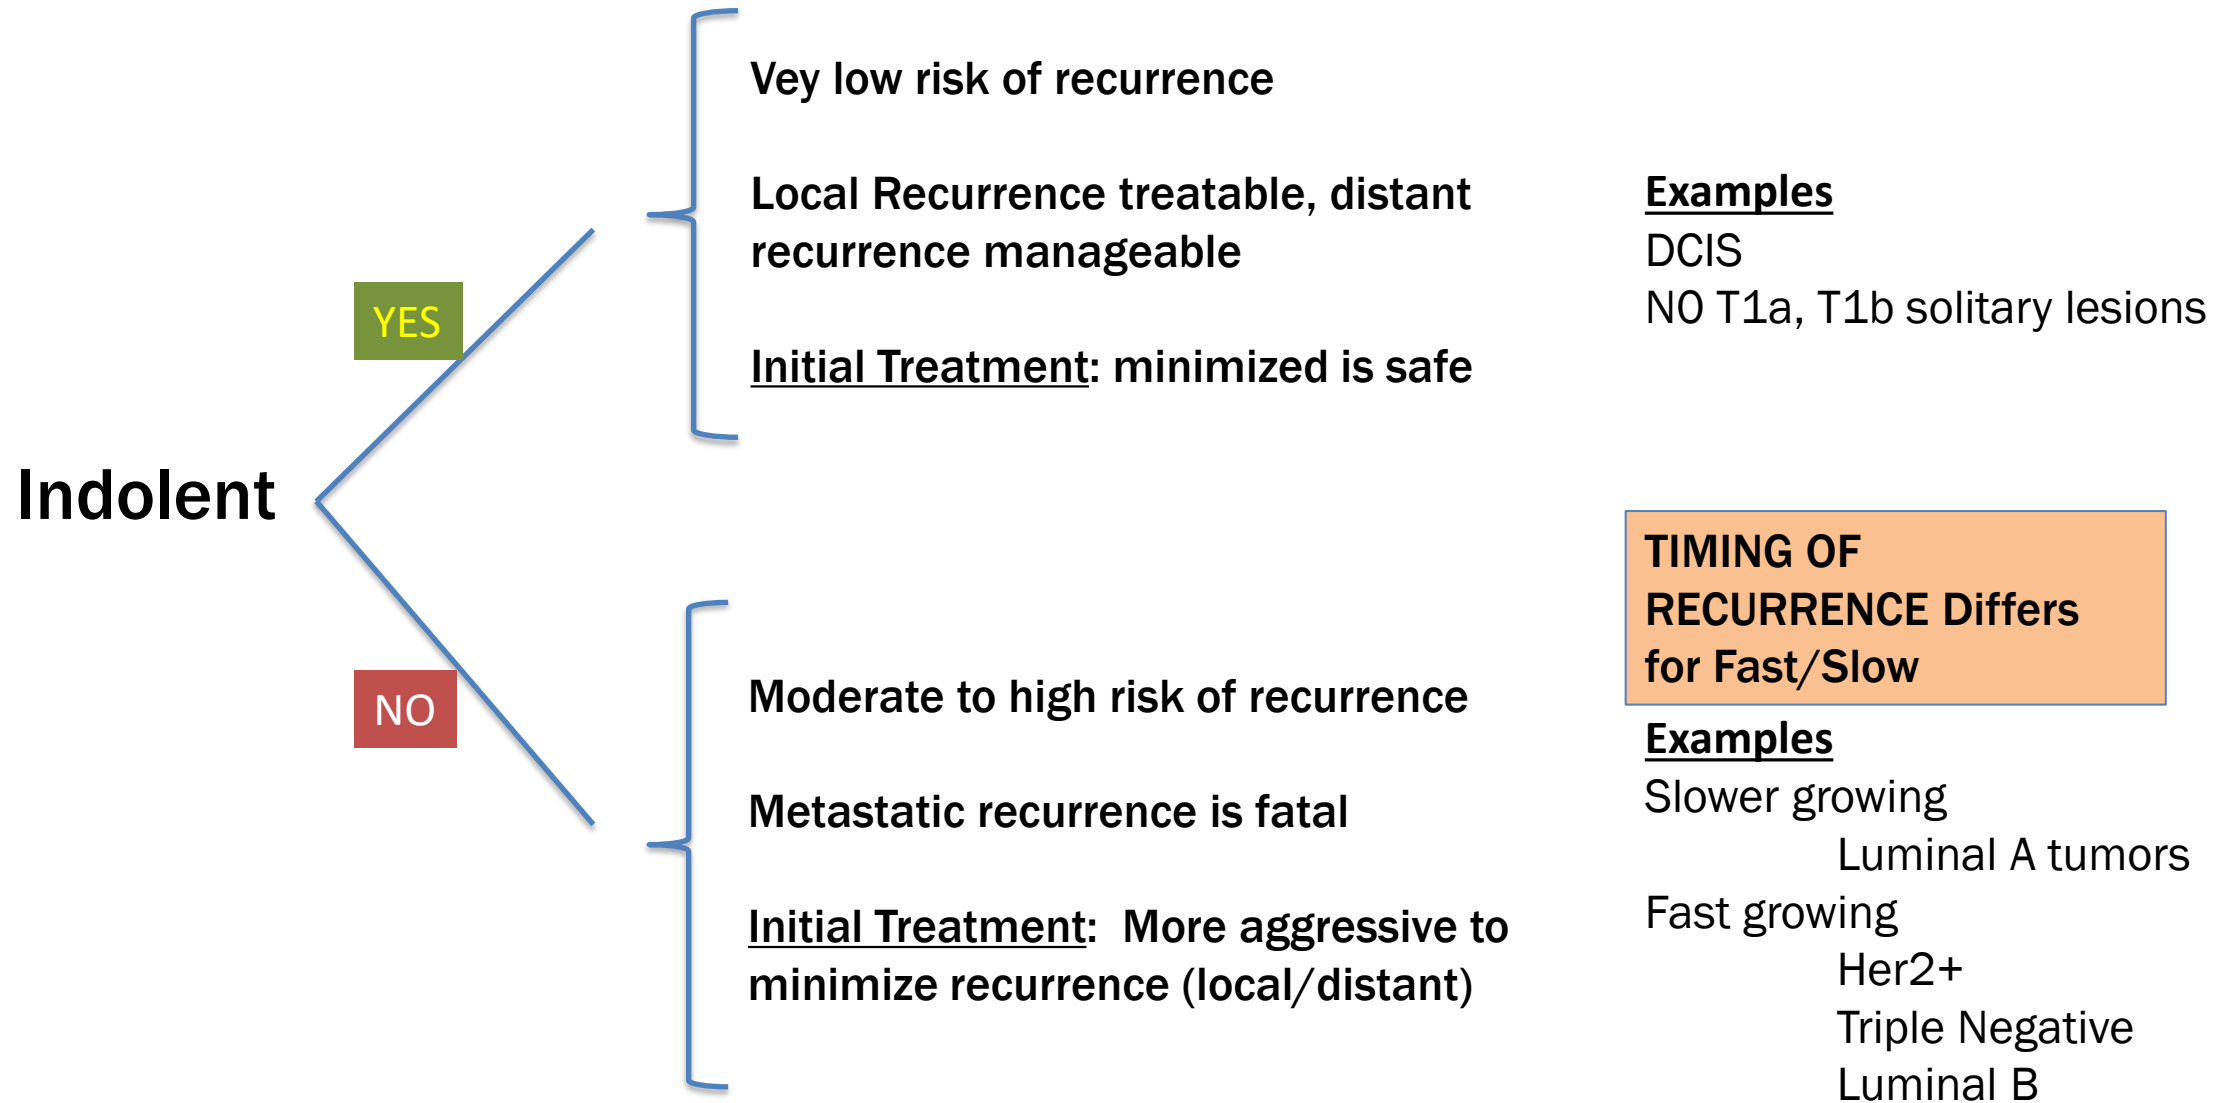 Indolent
YES
Vey low risk of recurrence
Local Recurrence treatable, distant
recurrence manageable
Initial Treatment: minimized is safe
Examples
DCIS
N0 T1a, T1b solitary lesions
NO
Moderate to high risk of recurrence
Metastatic recurrence is fatal
Initial Treatment:  More aggressive to
minimize recurrence (local/distant)
TIMING OF
RECURRENCE Differs
for Fast/Slow
Examples
Slower growing
Luminal A tumors
Fast growing
Her2+
Triple Negative
Luminal B